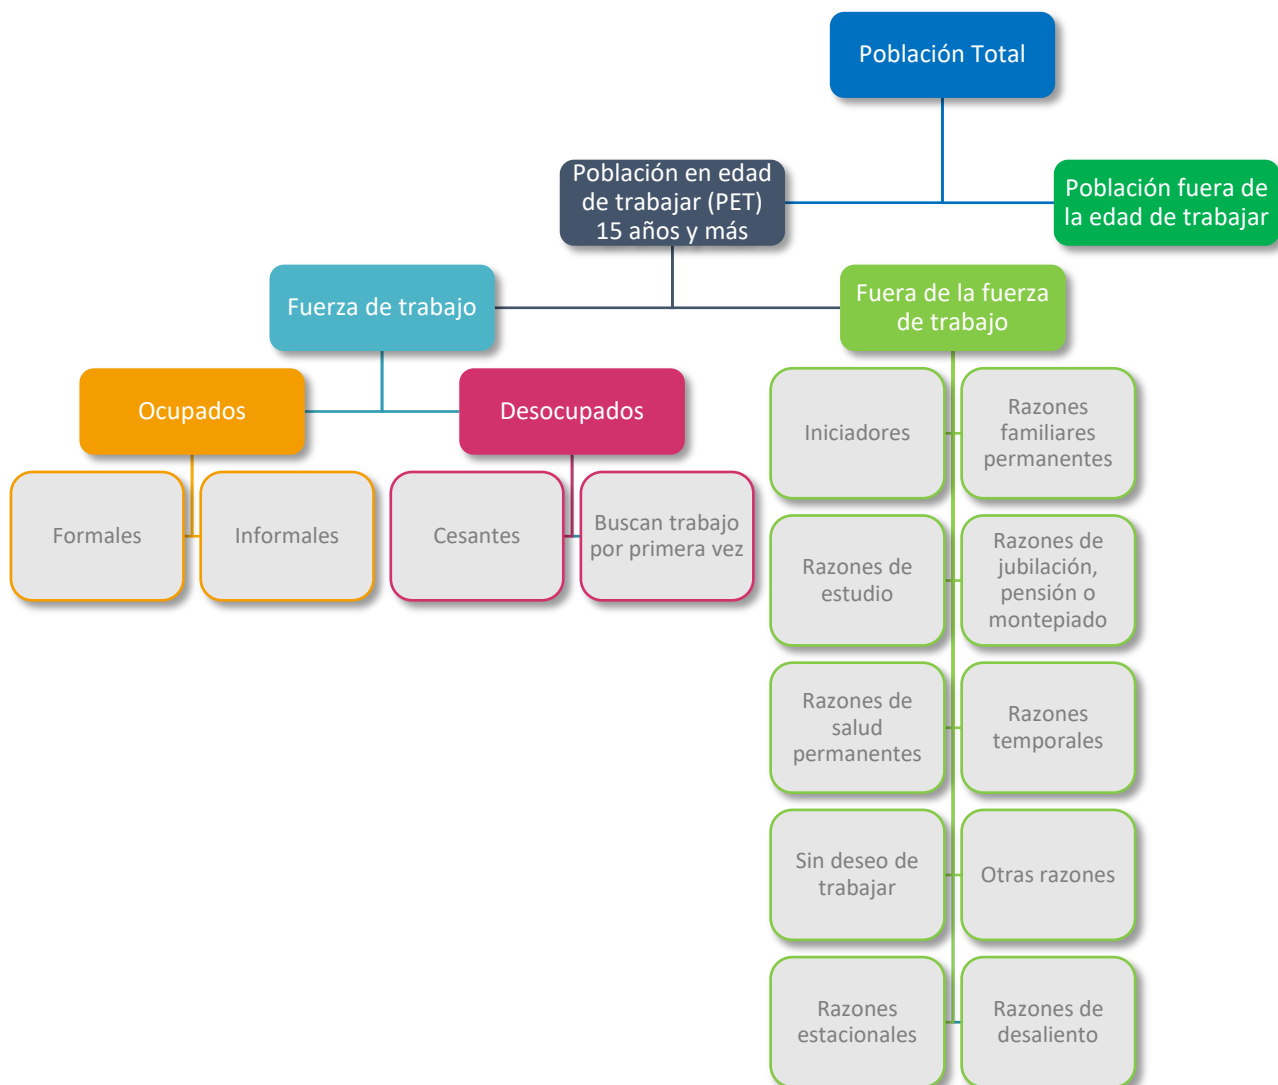 Población Total
Población en edad
de trabajar (PET)
15 años y más
Población fuera de
la edad de trabajar
Fuerza de trabajo
Fuera de la fuerza
de trabajo
Ocupados
Desocupados
Formales
Informales
Cesantes
Buscan trabajo
por primera vez
Iniciadores
Razones
familiares
permanentes
Razones de
estudio
Razones de
jubilación,
pensión o
montepiado
Razones de
salud
permanentes
Razones
temporales
Sin deseo de
trabajar
Otras razones
Razones
estacionales
Razones de
desaliento